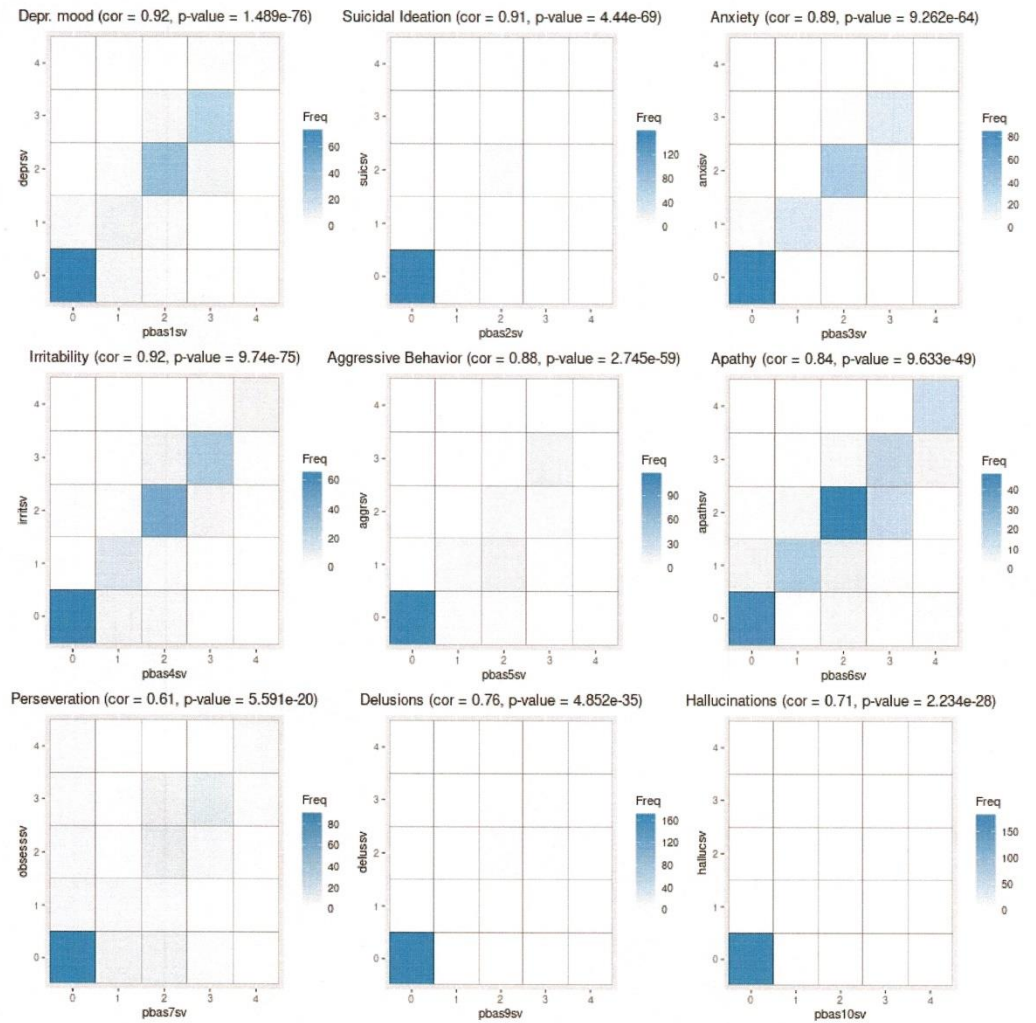 Depr. mood (cor = 0.92, p-value = 1.489e-76)
4
3
2
1
0
deprsv
0 1 2 3 4
pbas1sv
Freq
60
40
20
0
Suicidal Ideation (cor = 0.91, p-value = 4.44e-69)
4
3
2
1
0
suicsv
0 1 2 3 4
pbas2sv
Freq
120
80
40
0
Anxiety (cor = 0.89, p-value = 9.262e-64)
4
3
2
1
0
anxisv
0 1 2 3 4
pbas3sv
Freq
80
60
40
20
0
Irritability (cor = 0.92, p-value = 9.74e-75)
4
3
2
1
0
irritsv
0 1 2 3 4
pbas4sv
Freq
60
40
20
0
Aggressive Behavior (cor = 0.88, p-value = 2.745e-59)
4
3
2
1
0
aggrsv
0 1 2 3 4
pbas5sv
Freq
90
60
30
0
Apathy (cor = 0.84, p-value = 9.633e-49)
4
3
2
1
0
apathsv
0 1 2 3 4
pbas6sv
Freq
40
30
20
10
0
Perseveration (cor = 0.61, p-value = 5.591e-20)
4
3
2
1
0
obsesssv
0 1 2 3 4
pbas7sv
Freq
80
60
40
20
0
Delusions (cor = 0.76, p-value = 4.852e-35)
4
3
2
1
0
delussv
0 1 2 3 4
pbas9sv
Freq
160
120
80
40
0
Hallucinations (cor = 0.71, p-value = 2.234e-28)
4
3
2
1
0
hallucsv
0 1 2 3 4
pbas10sv
Freq
150
100
50
0